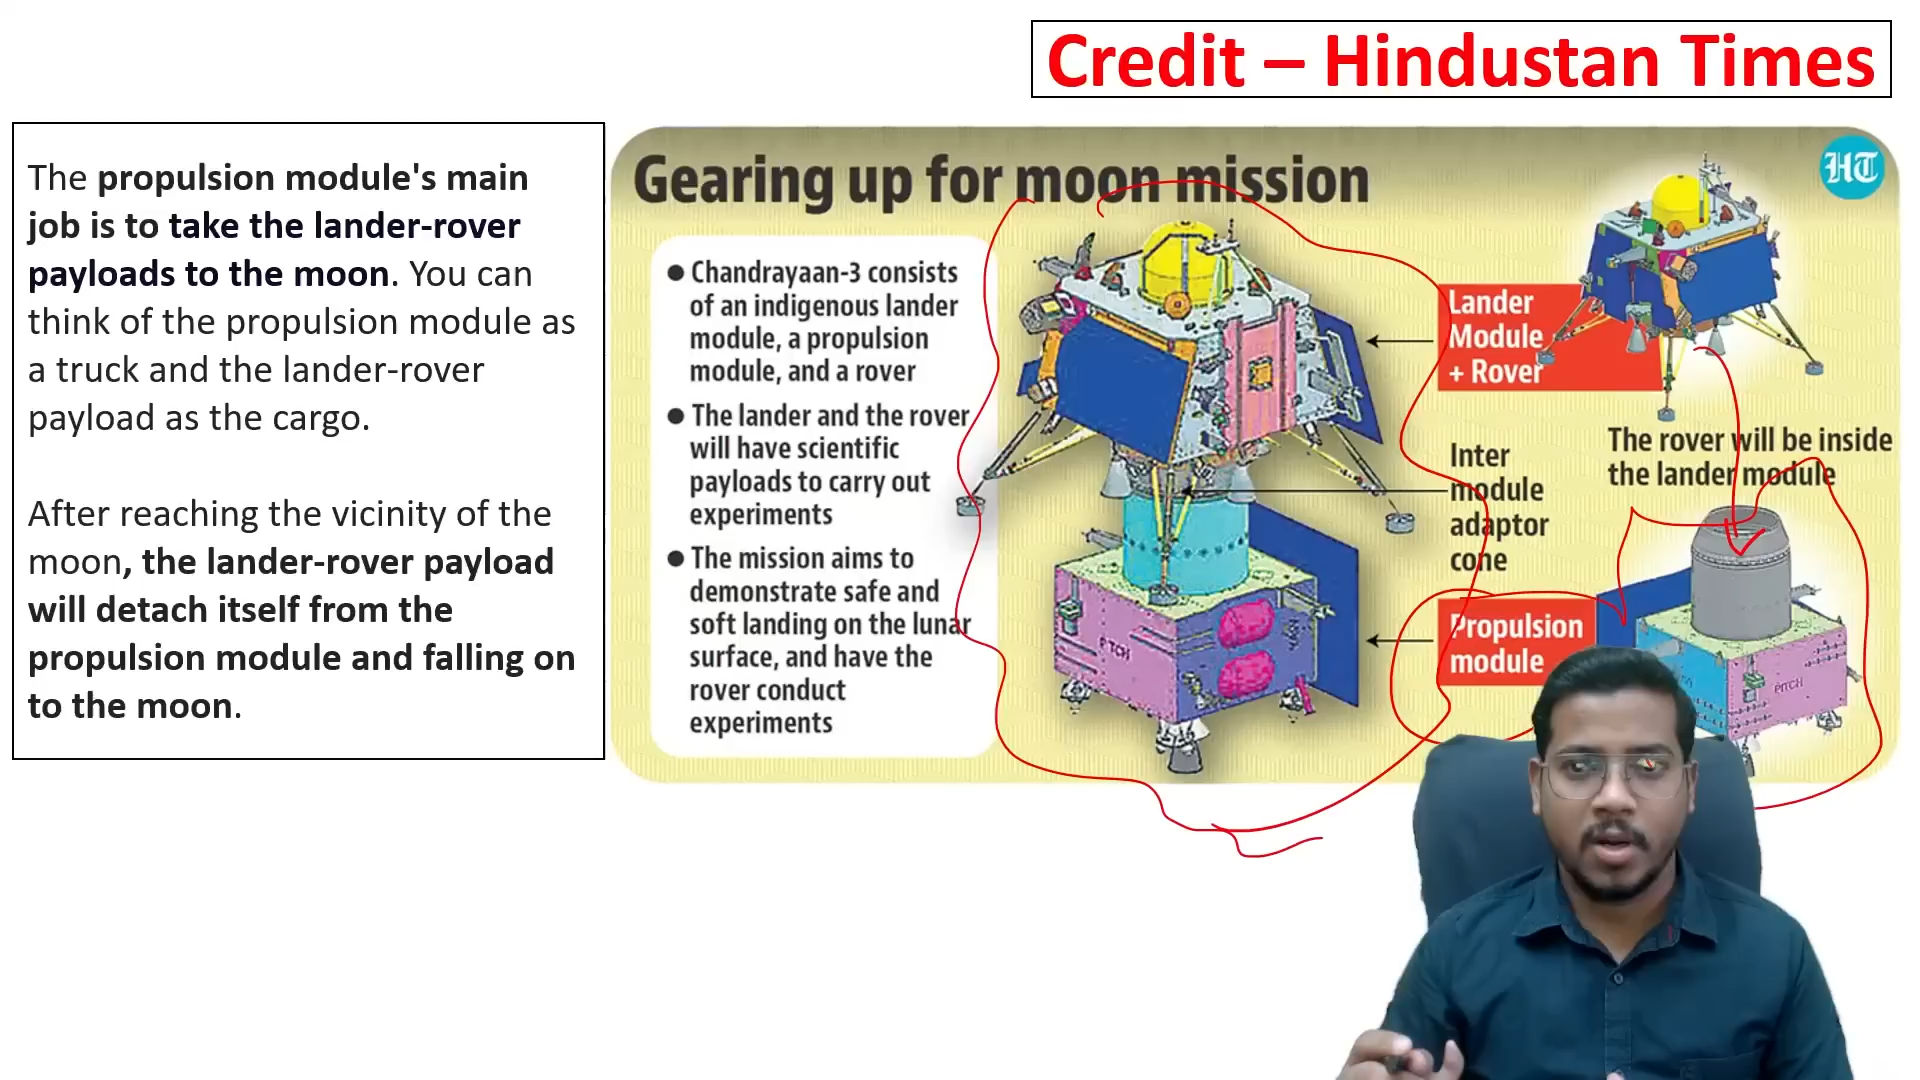 Credit – Hindustan Times
The propulsion module's main
job is to take the lander-rover
payloads to the moon. You can
think of the propulsion module as
a truck and the lander-rover
payload as the cargo.
After reaching the vicinity of the
moon, the lander-rover payload
will detach itself from the
propulsion module and falling on
to the moon.
Gearing up for moon mission
HT
● Chandrayaan-3 consists
of an indigenous lander
module, a propulsion
module, and a rover
● The lander and the rover
will have scientific
payloads to carry out
experiments
● The mission aims to
demonstrate safe and
soft landing on the lunar
surface, and have the
rover conduct
experiments
Lander
Module
+ Rover
The rover will be inside
the lander module
Inter
module
adaptor
cone
Propulsion
module
PITCH